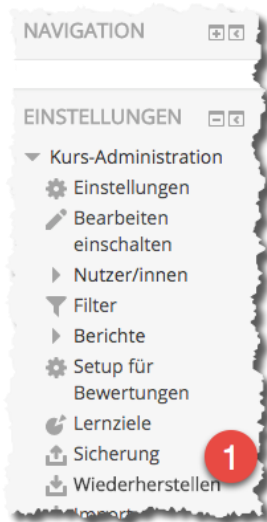 NAVIGATION
EINSTELLUNGEN
Kurs-Administration
Einstellungen
Bearbeiten
einschalten
Nutzer/innen
Filter
Berichte
Setup für
Bewertungen
Lernziele
Sicherung
1
Wiederherstellen